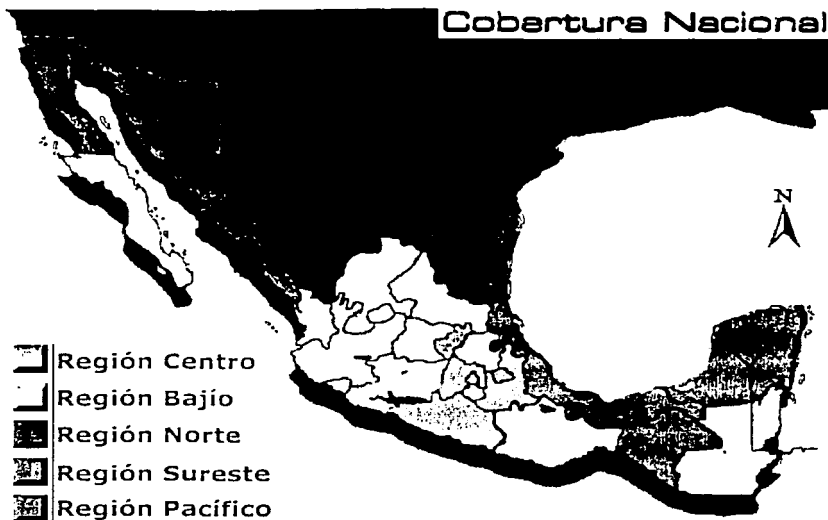 Cobertura Nacional
N
Región Centro
Región Bajío
Región Norte
Región Sureste
Región Pacífico